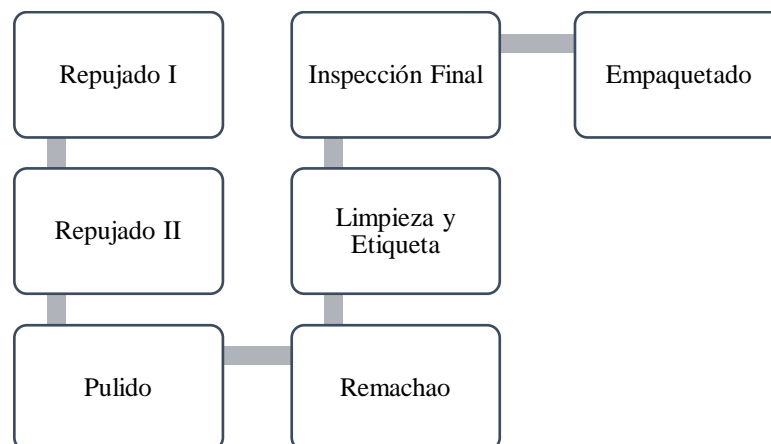 Repujado I
Repujado II
Pulido
Remachao
Limpieza y
Etiqueta
Inspección Final
Empaquetado